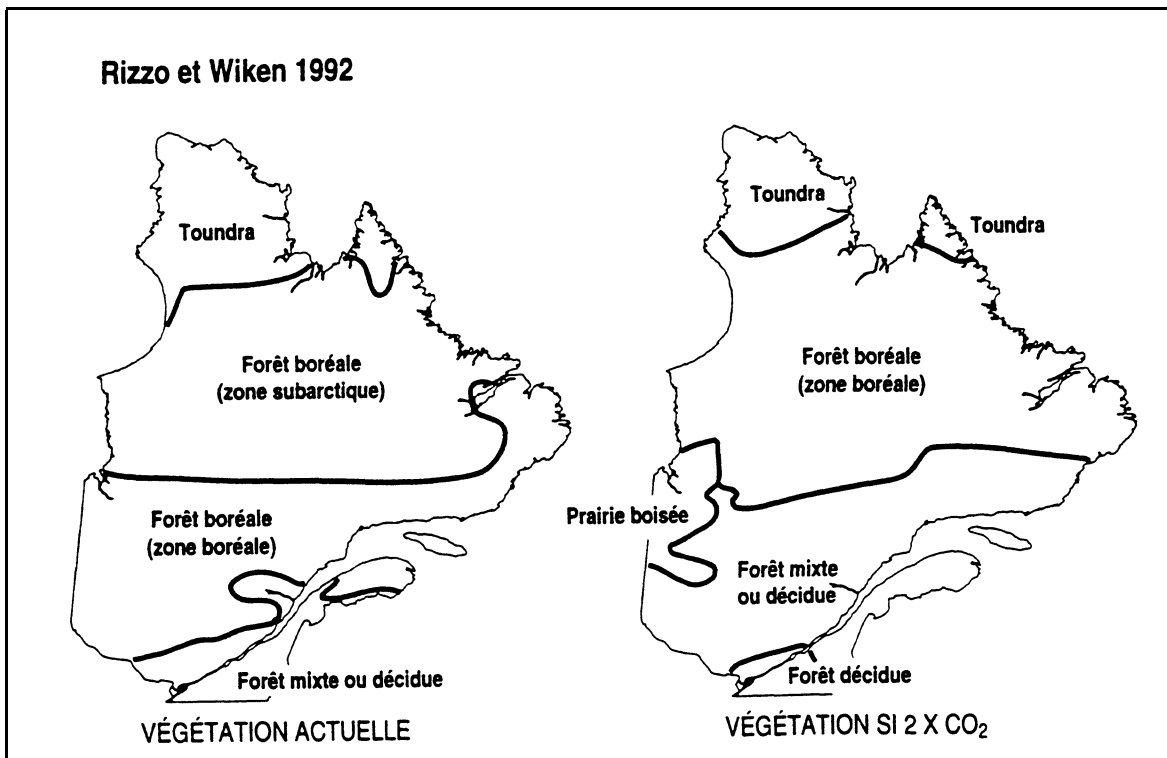 Rizzo et Wiken 1992
Toundra
Forêt boréale
(zone subarctique)
Forêt boréale
(zone boréale)
Forêt mixte ou décidue
VÉGÉTATION ACTUELLE
Toundra
Toundra
Forêt boréale
(zone boréale)
Prairie boisée
Forêt mixte
ou décidue
Forêt décidue
VÉGÉTATION SI 2 X CO₂